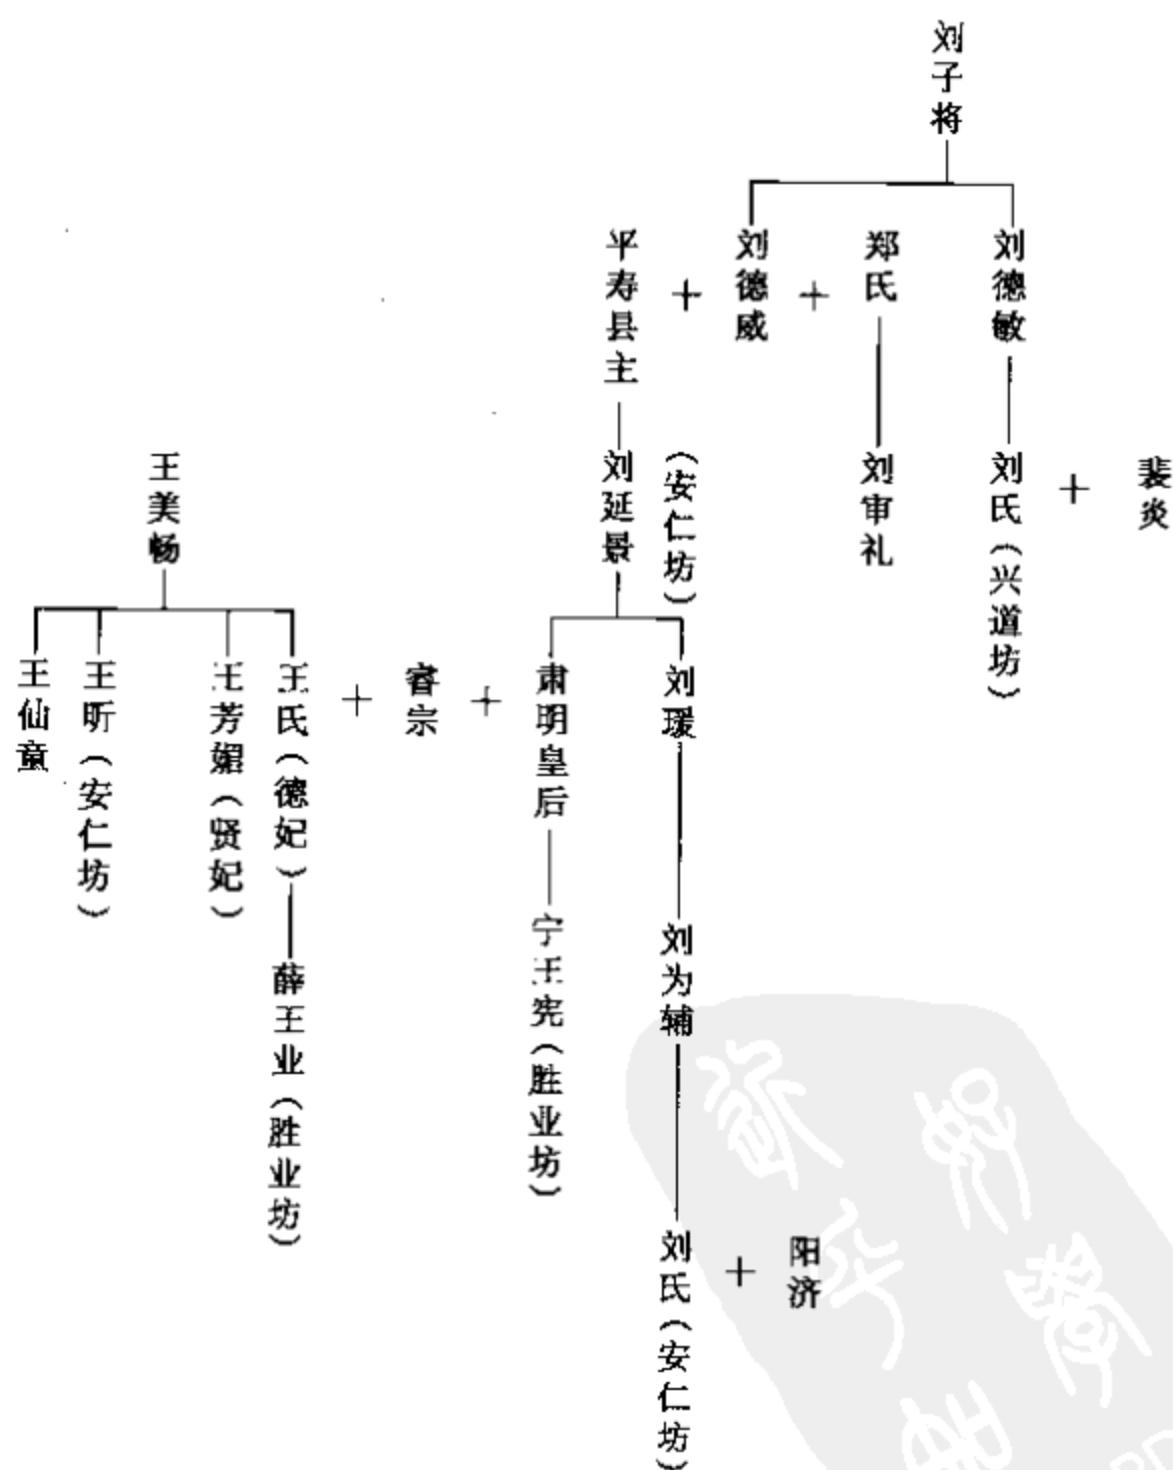 刘子将
平寿县主
+
刘德威
+
郑氏
刘德敏
王美畅
刘延景
（安仁坊）
刘审礼
刘氏（兴道坊）
+
裴炎
王仙童
王昕（安仁坊）
王芳媚（贤妃）
王氏（德妃）
+
睿宗
+
肃明皇后
刘瑗
薛王业（胜业坊）
宁王宪（胜业坊）
刘为辅
刘氏（安仁坊）
+
阳济